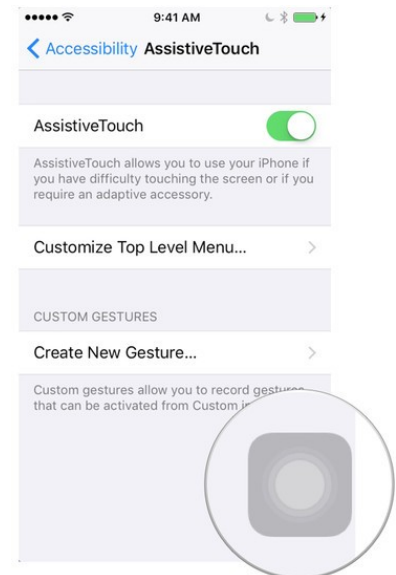 9:41 AM
Accessibility AssistiveTouch
AssistiveTouch
AssistiveTouch allows you to use your iPhone if
you have difficulty touching the screen or if you
require an adaptive accessory.
Customize Top Level Menu...
CUSTOM GESTURES
Create New Gesture...
Custom gestures allow you to record gestures
that can be activated from Custom